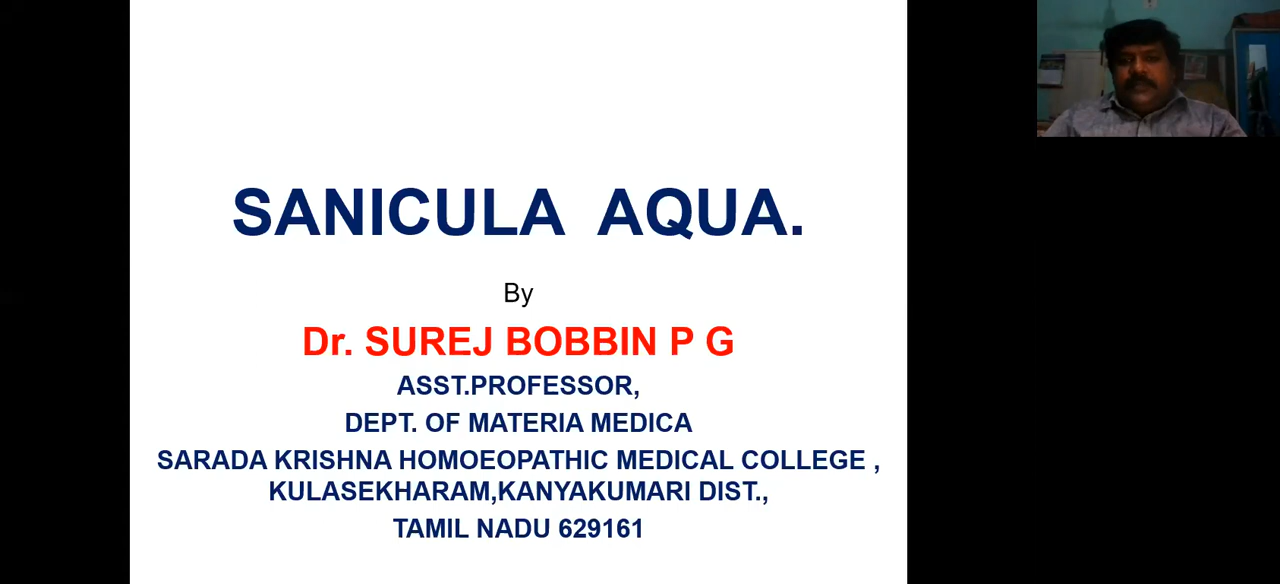 SANICULA AQUA.
By
Dr. SUREJ BOBBIN P G
ASST.PROFESSOR,
DEPT. OF MATERIA MEDICA
SARADA KRISHNA HOMOEOPATHIC MEDICAL COLLEGE ,
KULASEKHARAM,KANYAKUMARI DIST.,
TAMIL NADU 629161